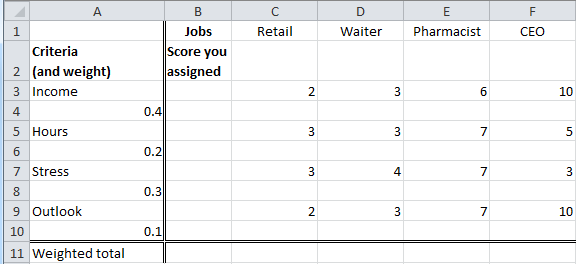 A B C D E F
1 Jobs Retail Waiter Pharmacist CEO
Criteria Score you
2 (and weight) assigned
3 Income 2 3 6 10
4 0.4
5 Hours 3 3 7 5
6 0.2
7 Stress 3 4 7 3
8 0.3
9 Outlook 2 3 7 10
10 0.1
11 Weighted total